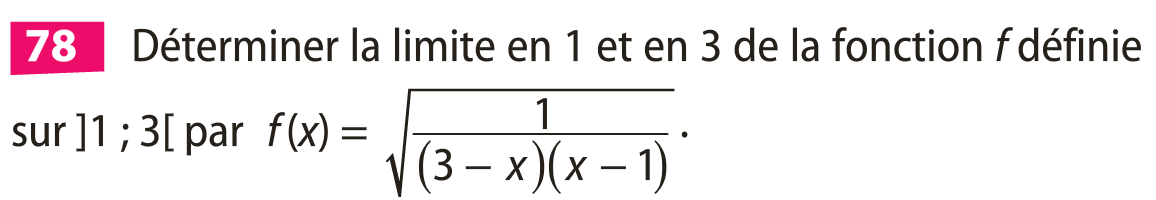 78 Déterminer la limite en 1 et en 3 de la fonction f définie
sur ]1 ; 3[ par f(x) = √(1/((3 – x)(x – 1))).